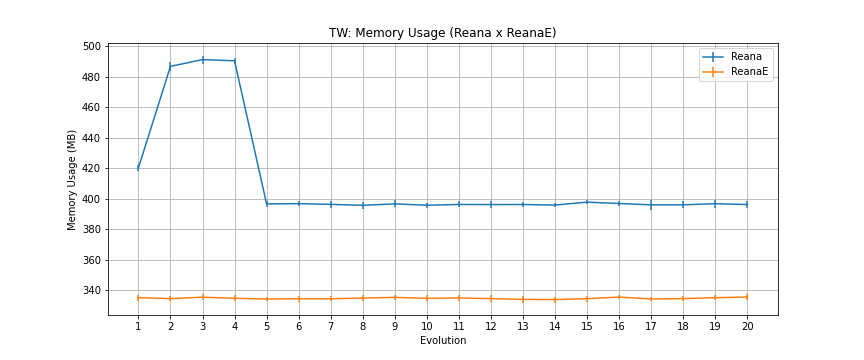 TW: Memory Usage (Reana x ReanaE)
Reana
ReanaE
Memory Usage (MB)
500
480
460
440
420
400
380
360
340
1 2 3 4 5 6 7 8 9 10 11 12 13 14 15 16 17 18 19 20
Evolution